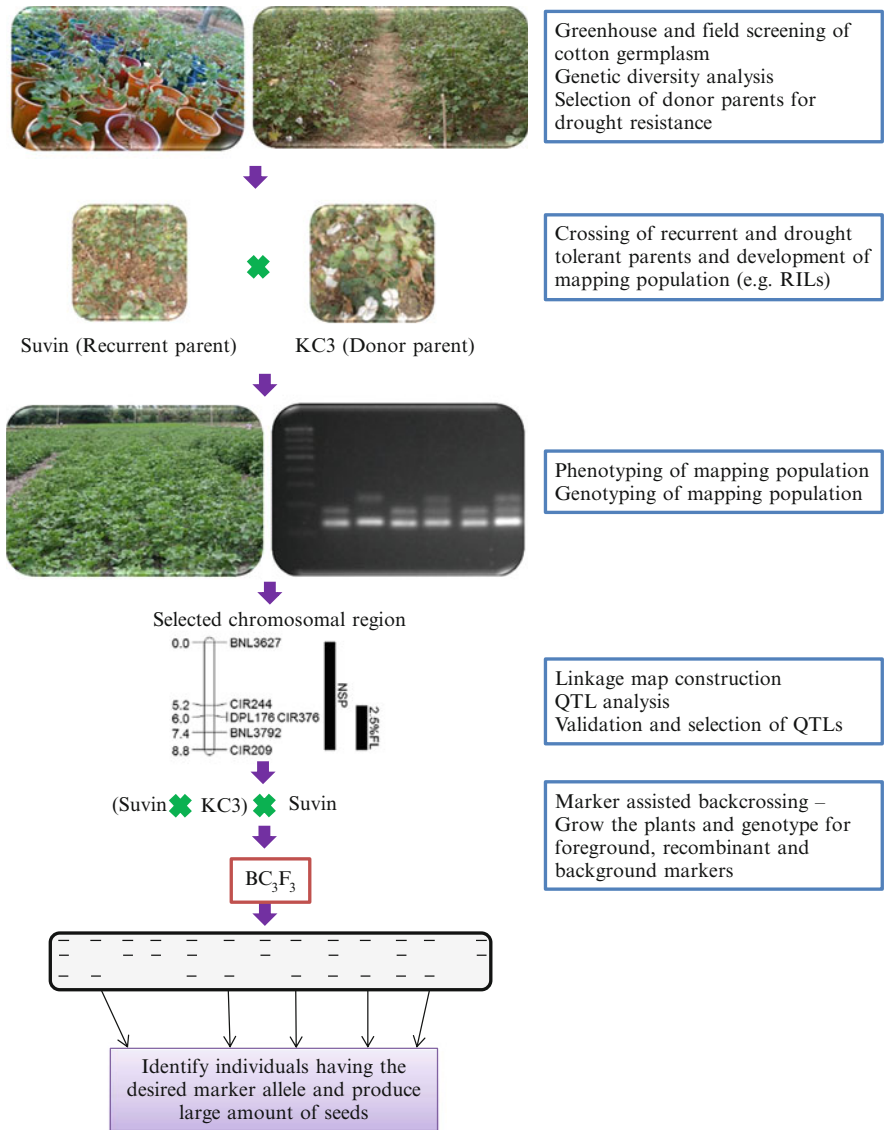 Greenhouse and field screening of
cotton germplasm
Genetic diversity analysis
Selection of donor parents for
drought resistance
Crossing of recurrent and drought
tolerant parents and development of
mapping population (e.g. RILs)
Suvin (Recurrent parent)
KC3 (Donor parent)
Phenotyping of mapping population
Genotyping of mapping population
Selected chromosomal region
0.0 BNL3627
5.2 CIR244
6.0 DPL176 CIR376
7.4 BNL3792
8.8 CIR209
NSP
2.5%FL
Linkage map construction
QTL analysis
Validation and selection of QTLs
(Suvin KC3) Suvin
Marker assisted backcrossing –
Grow the plants and genotype for
foreground, recombinant and
background markers
BC₃F₃
Identify individuals having the
desired marker allele and produce
large amount of seeds